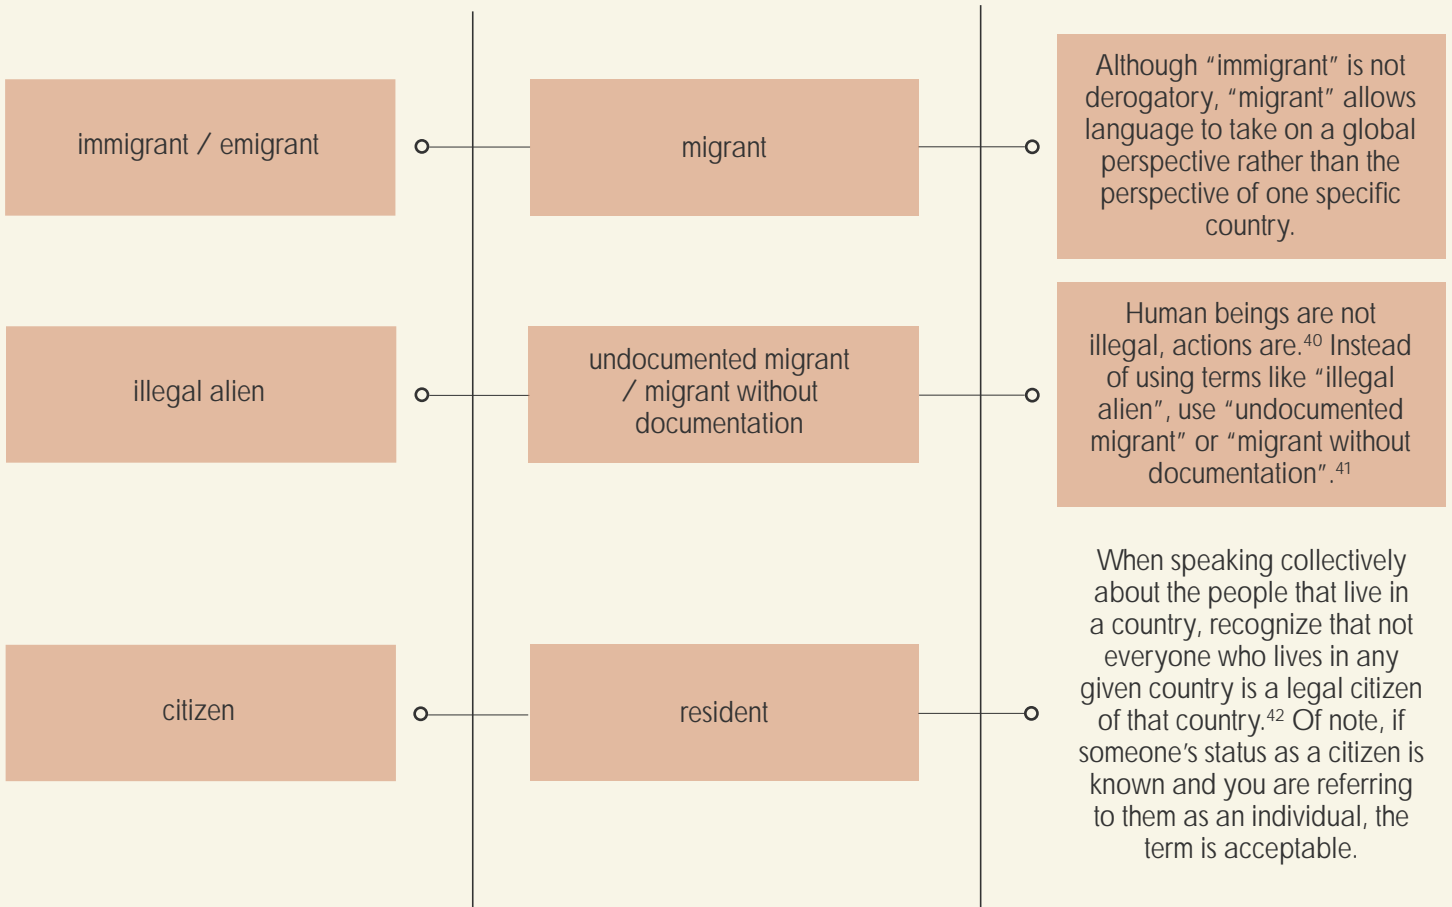 immigrant / emigrant
migrant
Although “immigrant” is not
derogatory, “migrant” allows
language to take on a global
perspective rather than the
perspective of one specific
country.
illegal alien
undocumented migrant
/ migrant without
documentation
Human beings are not
illegal, actions are.40 Instead
of using terms like “illegal
alien”, use “undocumented
migrant” or “migrant without
documentation”.41
citizen
resident
When speaking collectively
about the people that live in
a country, recognize that not
everyone who lives in any
given country is a legal citizen
of that country.42 Of note, if
someone’s status as a citizen is
known and you are referring
to them as an individual, the
term is acceptable.